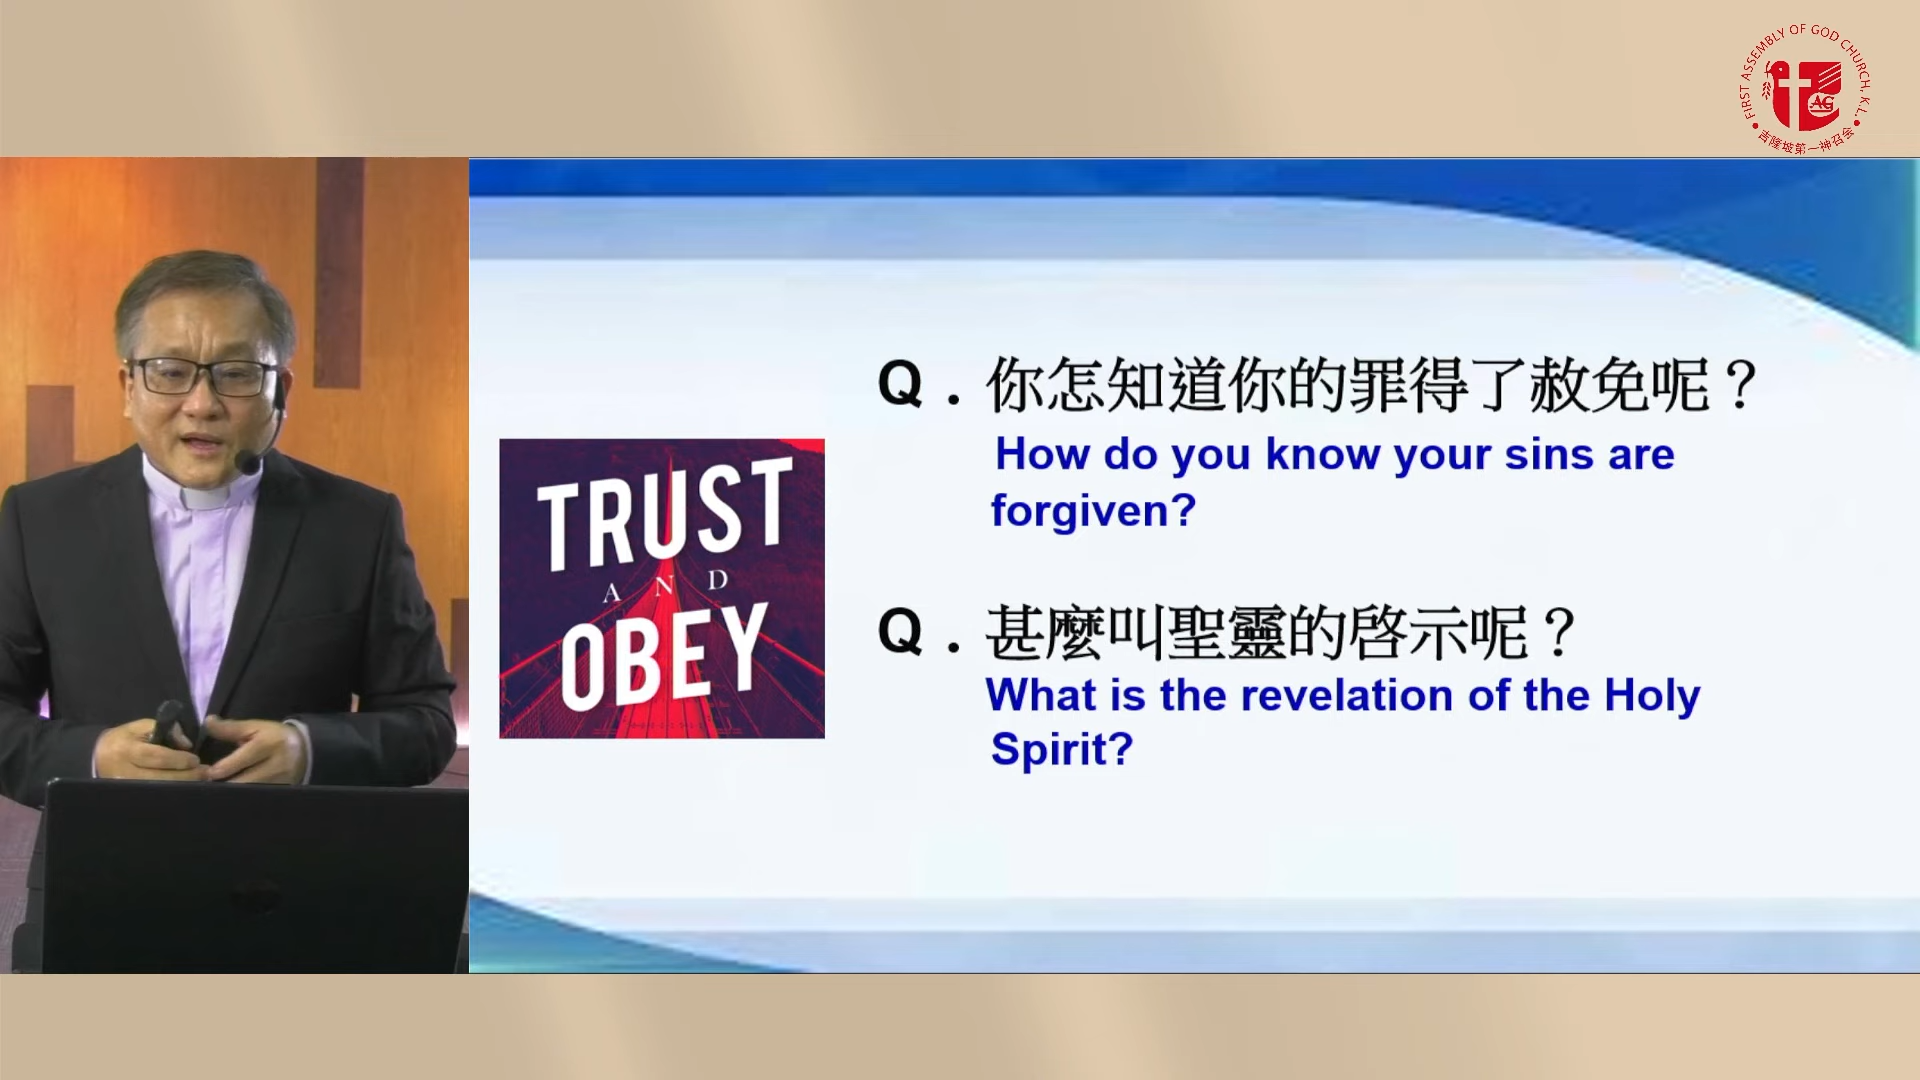 FIRST ASSEMBLY OF GOD CHURCH, K.L.
AG
吉隆坡第一神召会
Q．你怎知道你的罪得了赦免呢？
How do you know your sins are
forgiven?
TRUST
AND
OBEY
Q．甚麼叫聖靈的啓示呢？
What is the revelation of the Holy
Spirit?